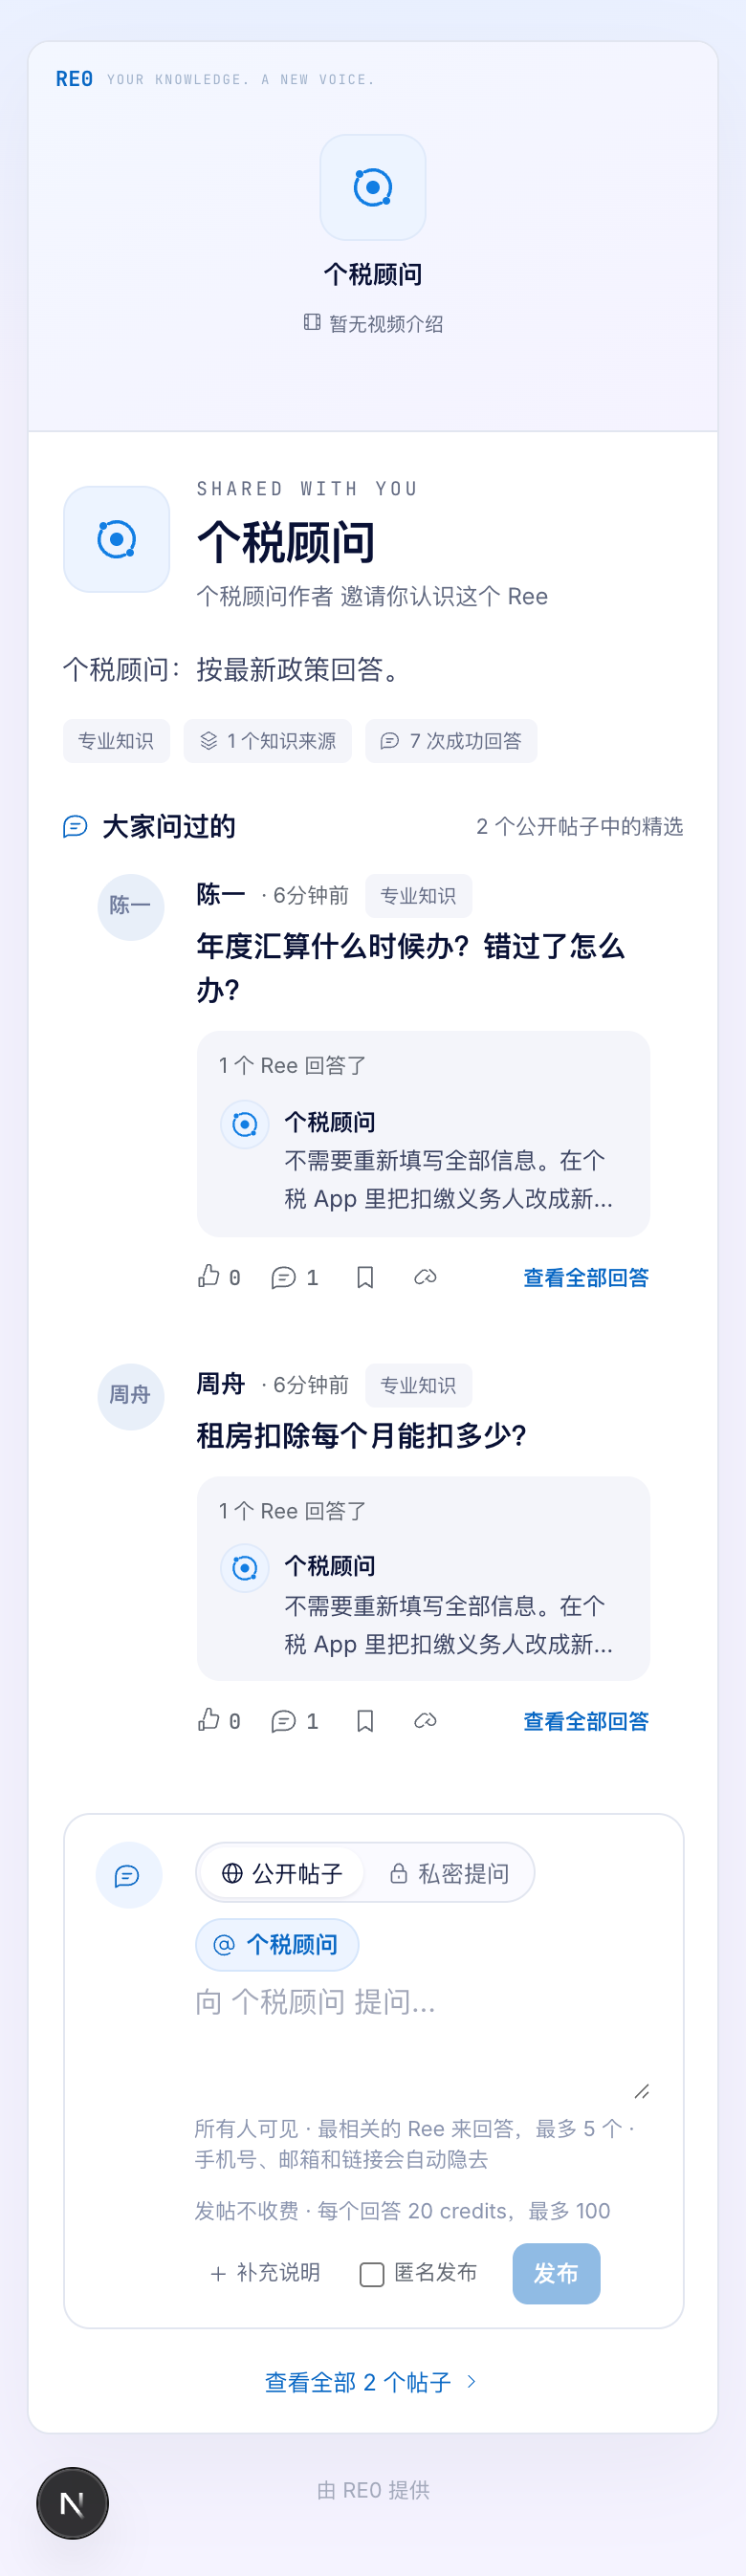 RE0 YOUR KNOWLEDGE. A NEW VOICE.
个税顾问
暂无视频介绍
SHARED WITH YOU
个税顾问
个税顾问作者 邀请你认识这个 Ree
个税顾问：按最新政策回答。
专业知识 1 个知识来源 7 次成功回答
大家问过的 2 个公开帖子中的精选
陈一 陈一 · 6分钟前 专业知识
年度汇算什么时候办？错过了怎么
办？
1 个 Ree 回答了
个税顾问
不需要重新填写全部信息。在个
税 App 里把扣缴义务人改成新...
0 1 查看全部回答
周舟 周舟 · 6分钟前 专业知识
租房扣除每个月能扣多少？
1 个 Ree 回答了
个税顾问
不需要重新填写全部信息。在个
税 App 里把扣缴义务人改成新...
0 1 查看全部回答
公开帖子 私密提问
@ 个税顾问
向 个税顾问 提问...
所有人可见 · 最相关的 Ree 来回答，最多 5 个 ·
手机号、邮箱和链接会自动隐去
发帖不收费 · 每个回答 20 credits，最多 100
+ 补充说明 匿名发布 发布
查看全部 2 个帖子 >
由 RE0 提供
N